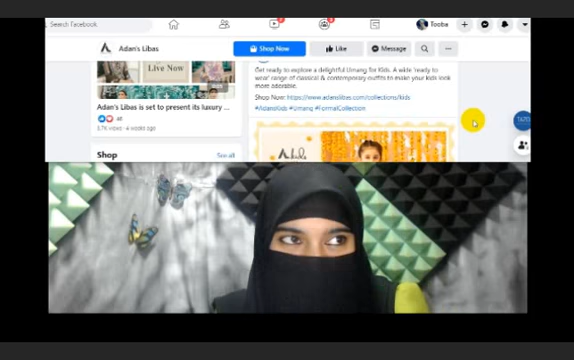 Search Facebook
Tooba
Adan's Libas
Shop Now
Like
Message
Live Now
Adan's Libas is set to present its luxury ...
Get ready to explore a delightful Umang for Kids. A wide 'ready to
wear' range of classical & contemporary outfits to make your kids look
more adorable.
Shop Now: https://www.adanslibas.com/collections/kids
#AdansKids #Umang #FormalCollection
4 weeks ago
Shop
See all
kids